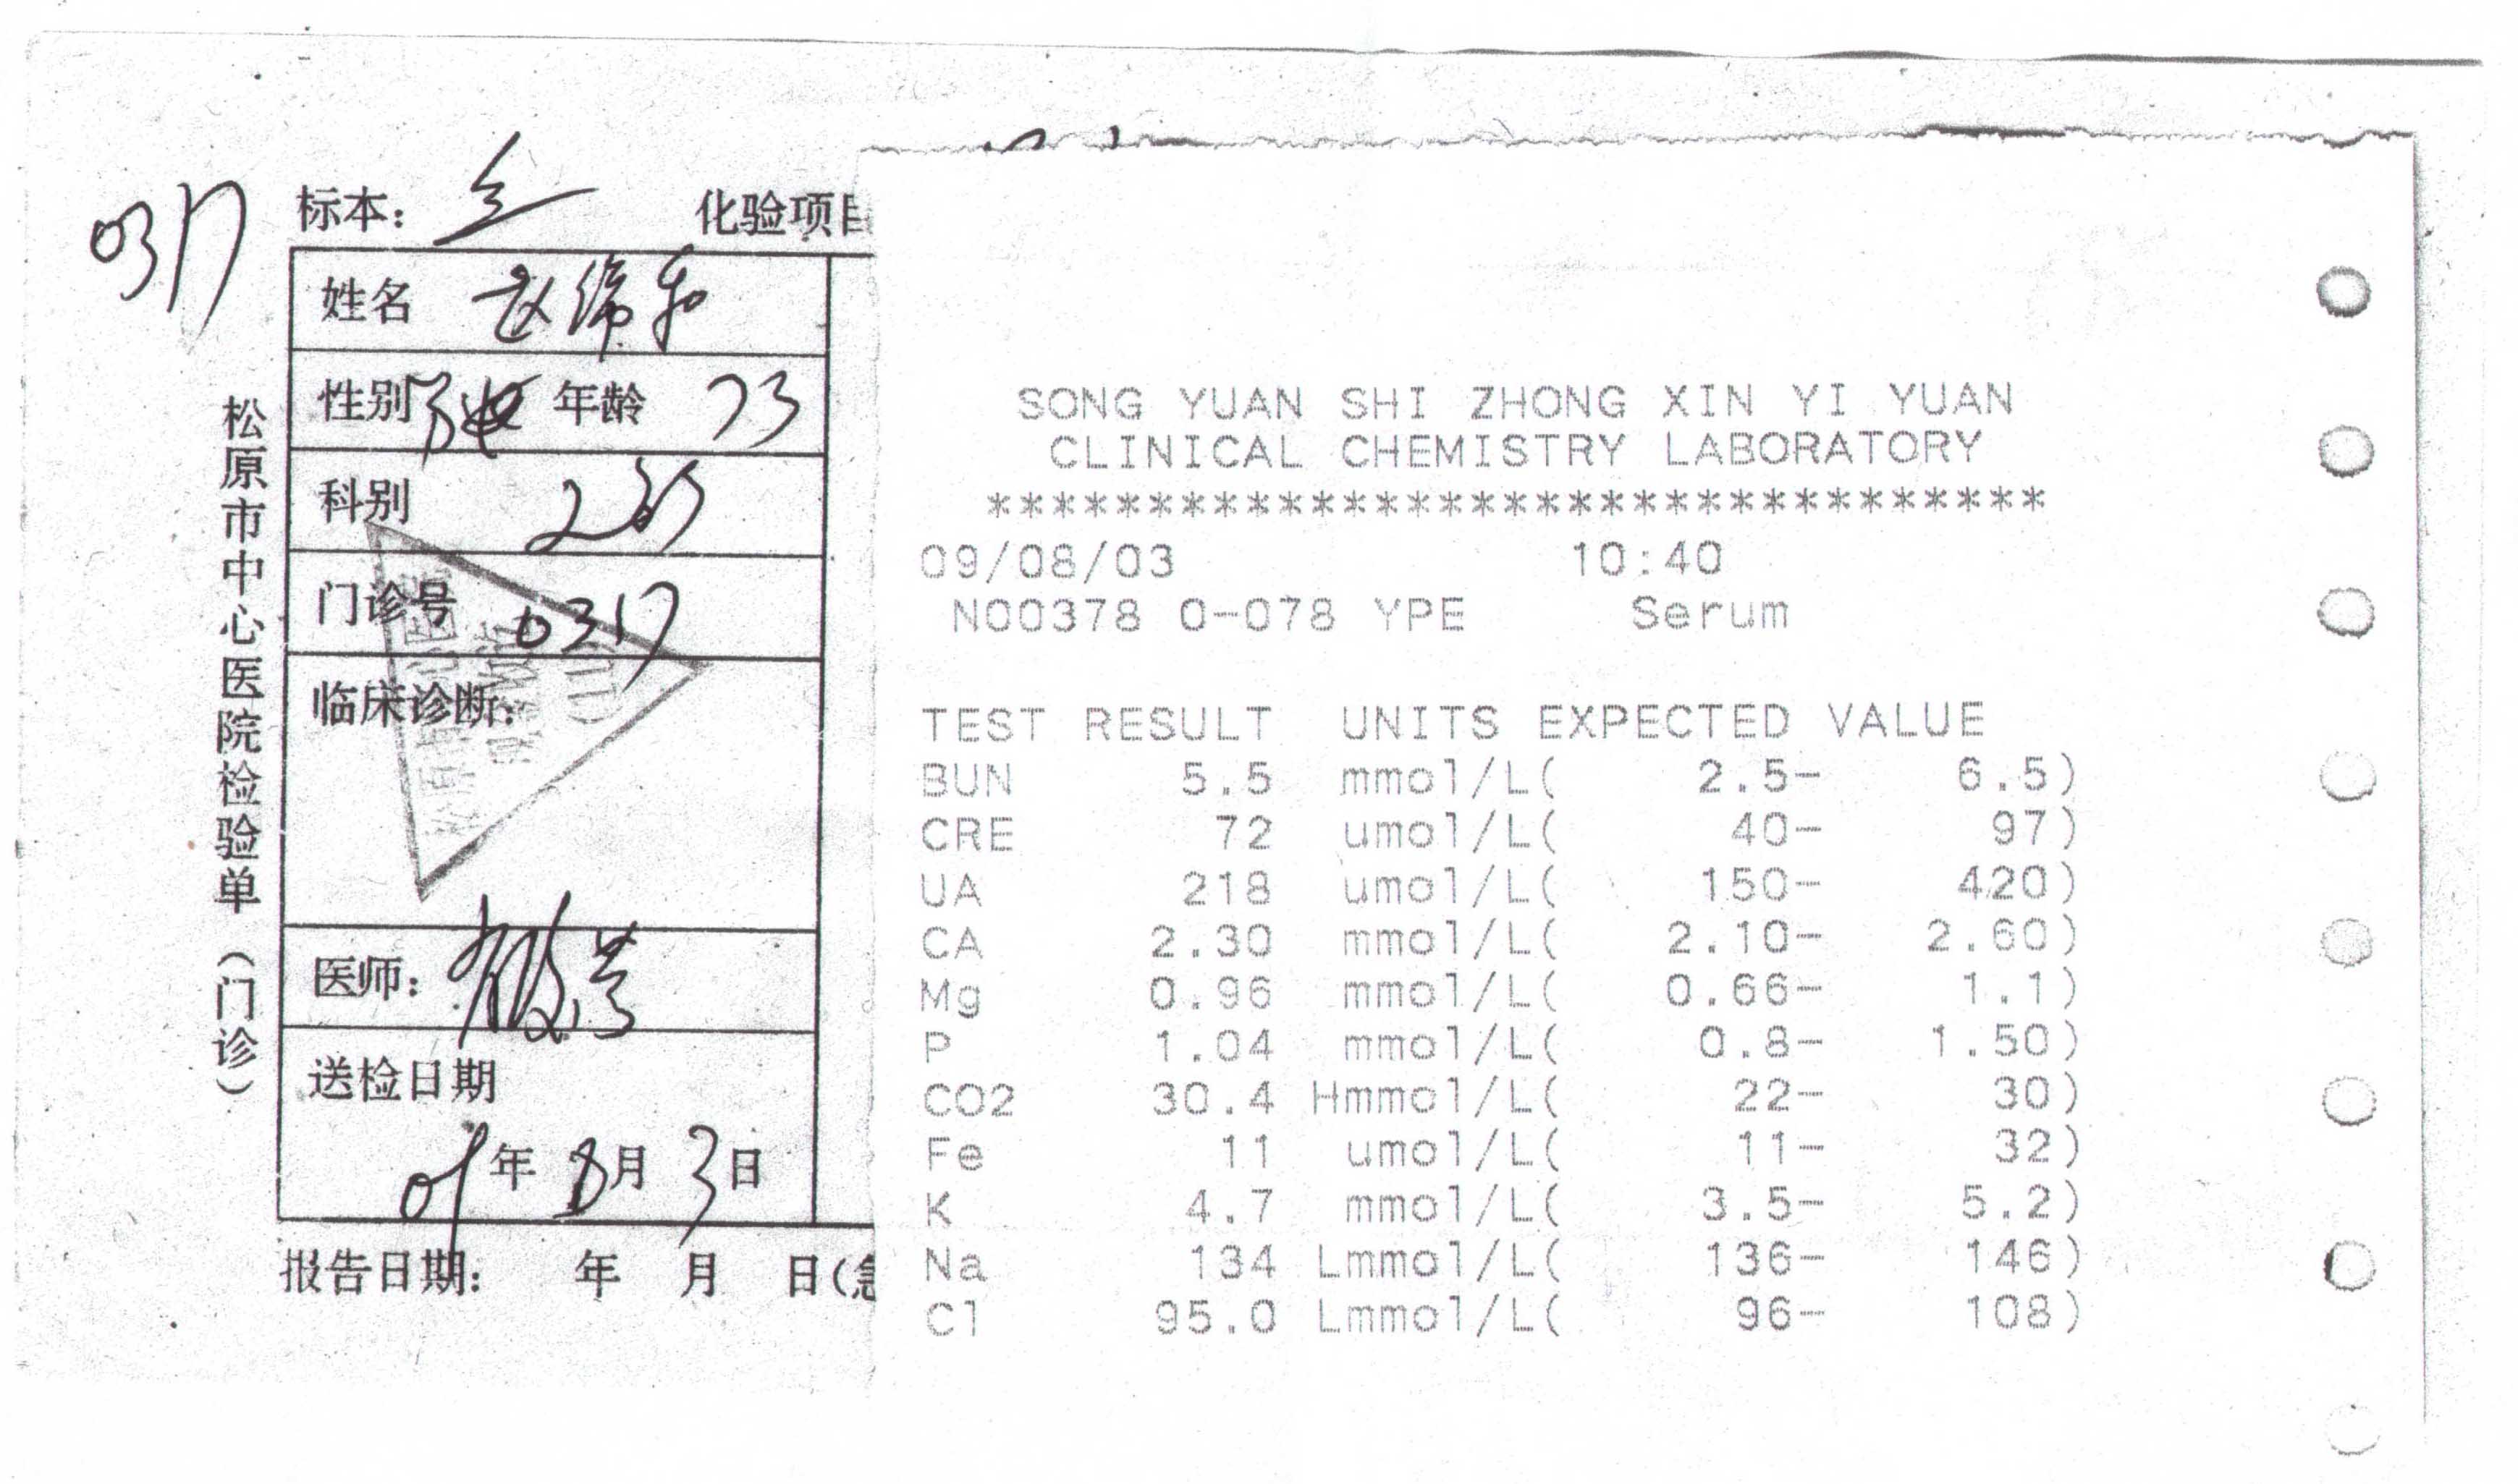 0317
标本：
化验项目
松原市中心医院检验单（门诊）
姓名 赵
性别 年龄 73
科别
门诊号 0317
临床诊断：
医师：
送检日期
09年8月3日
报告日期： 年 月 日（急
SONG YUAN SHI ZHONG XIN YI YUAN
CLINICAL CHEMISTRY LABORATORY
*********************************
09/08/03 10:40
N00378 0-078 YPE Serum
TEST RESULT UNITS EXPECTED VALUE
BUN 5.5 mmol/L( 2.5- 6.5)
CRE 72 umol/L( 40- 97)
UA 218 umol/L( 150- 420)
CA 2.30 mmol/L( 2.10- 2.60)
Mg 0.96 mmol/L( 0.66- 1.1)
P 1.04 mmol/L( 0.8- 1.50)
CO2 30.4 Hmmol/L( 22- 30)
Fe 11 umol/L( 11- 32)
K 4.7 mmol/L( 3.5- 5.2)
Na 134 Lmmol/L( 136- 146)
Cl 95.0 Lmmol/L( 96- 108)